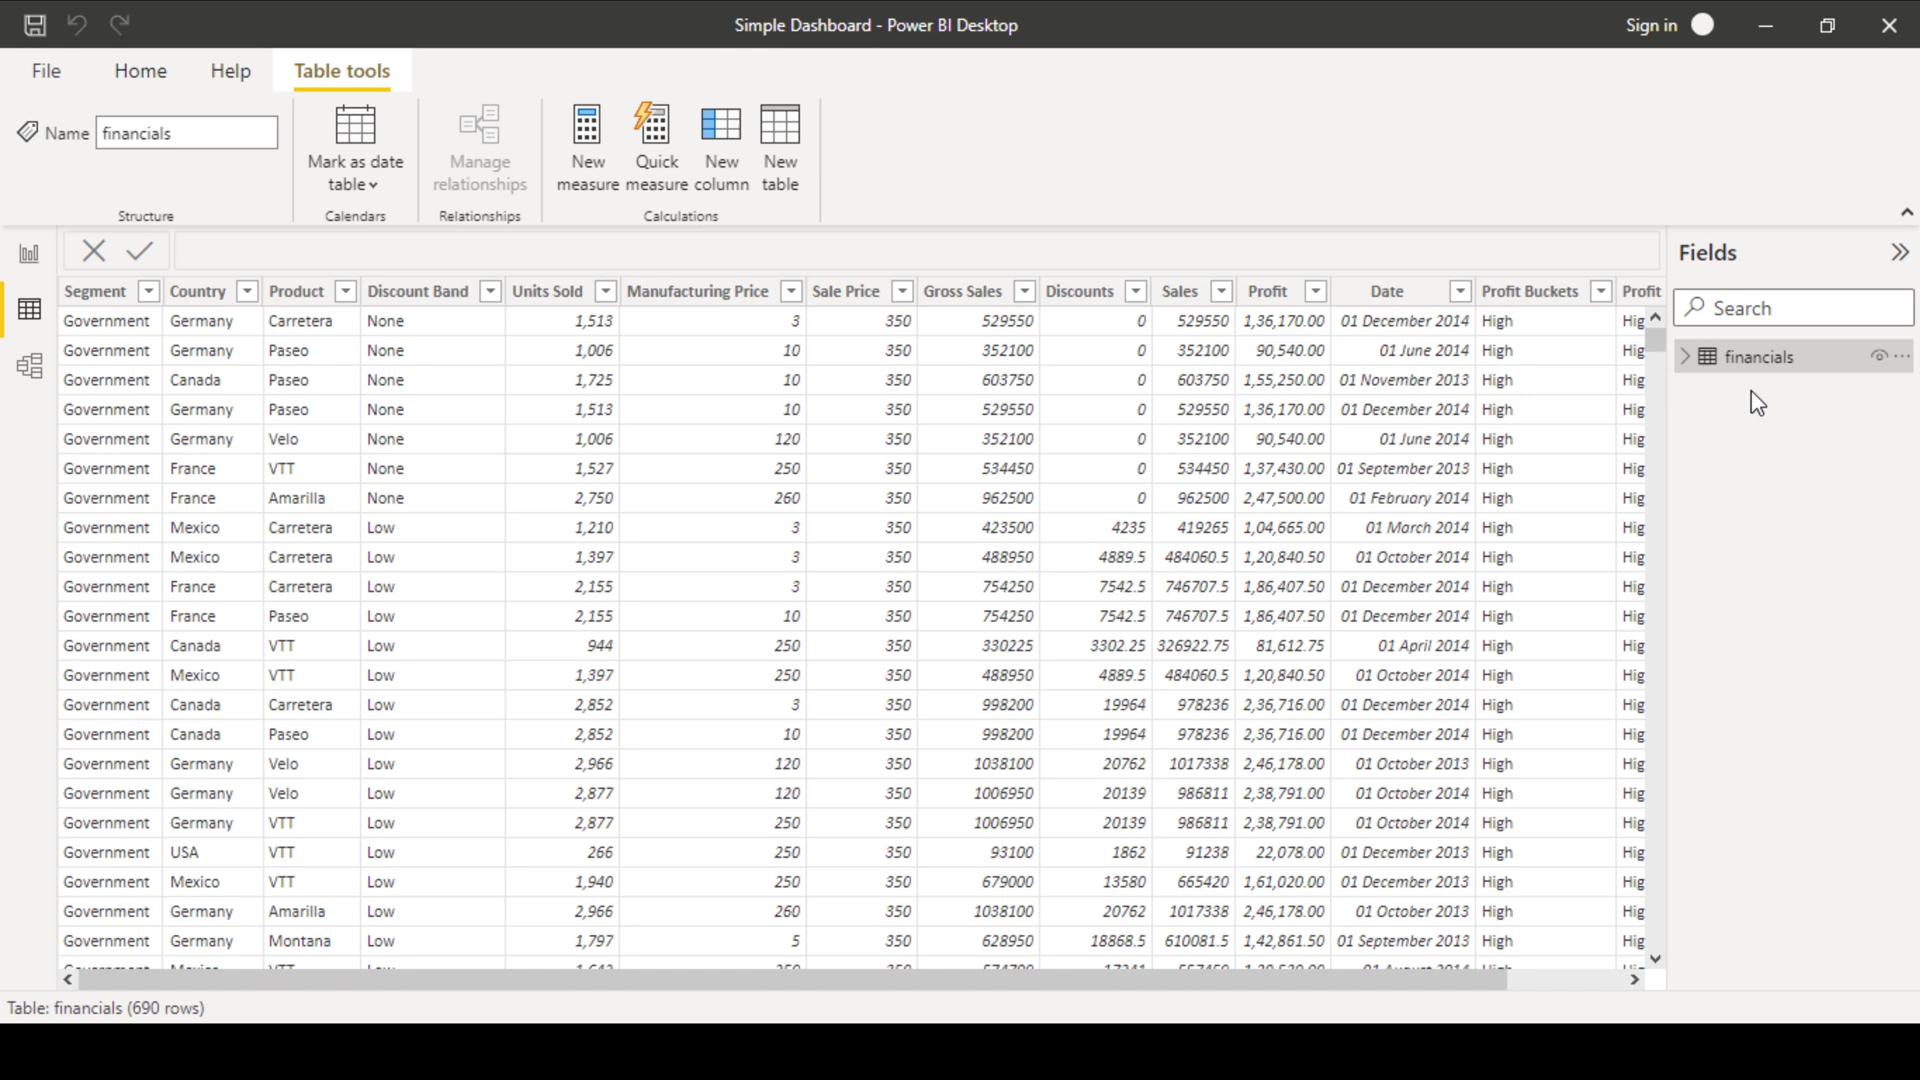 Simple Dashboard - Power BI Desktop
Sign in
File Home Help Table tools
Name financials
Mark as date table
Manage relationships
New measure
Quick measure
New column
New table
Structure Calendars Relationships Calculations
Fields
Search
financials
Segment Country Product Discount Band Units Sold Manufacturing Price Sale Price Gross Sales Discounts Sales Profit Date Profit Buckets Profit
Government Germany Carretera None 1,513 3 350 529550 0 529550 1,36,170.00 01 December 2014 High Hig
Government Germany Paseo None 1,006 10 350 352100 0 352100 90,540.00 01 June 2014 High Hig
Government Canada Paseo None 1,725 10 350 603750 0 603750 1,55,250.00 01 November 2013 High Hig
Government Germany Paseo None 1,513 10 350 529550 0 529550 1,36,170.00 01 December 2014 High Hig
Government Germany Velo None 1,006 120 350 352100 0 352100 90,540.00 01 June 2014 High Hig
Government France VTT None 1,527 250 350 534450 0 534450 1,37,430.00 01 September 2013 High Hig
Government France Amarilla None 2,750 260 350 962500 0 962500 2,47,500.00 01 February 2014 High Hig
Government Mexico Carretera Low 1,210 3 350 423500 4235 419265 1,04,665.00 01 March 2014 High Hig
Government Mexico Carretera Low 1,397 3 350 488950 4889.5 484060.5 1,20,840.50 01 October 2014 High Hig
Government France Carretera Low 2,155 3 350 754250 7542.5 746707.5 1,86,407.50 01 December 2014 High Hig
Government France Paseo Low 2,155 10 350 754250 7542.5 746707.5 1,86,407.50 01 December 2014 High Hig
Government Canada VTT Low 944 250 350 330225 3302.25 326922.75 81,612.75 01 April 2014 High Hig
Government Mexico VTT Low 1,397 250 350 488950 4889.5 484060.5 1,20,840.50 01 October 2014 High Hig
Government Canada Carretera Low 2,852 3 350 998200 19964 978236 2,36,716.00 01 December 2014 High Hig
Government Canada Paseo Low 2,852 10 350 998200 19964 978236 2,36,716.00 01 December 2014 High Hig
Government Germany Velo Low 2,966 120 350 1038100 20762 1017338 2,46,178.00 01 October 2013 High Hig
Government Germany Velo Low 2,877 120 350 1006950 20139 986811 2,38,791.00 01 October 2014 High Hig
Government Germany VTT Low 2,877 250 350 1006950 20139 986811 2,38,791.00 01 October 2014 High Hig
Government USA VTT Low 266 250 350 93100 1862 91238 22,078.00 01 December 2013 High Hig
Government Mexico VTT Low 1,940 250 350 679000 13580 665420 1,61,020.00 01 December 2013 High Hig
Government Germany Amarilla Low 2,966 260 350 1038100 20762 1017338 2,46,178.00 01 October 2013 High Hig
Government Germany Montana Low 1,797 5 350 628950 18868.5 610081.5 1,42,861.50 01 September 2013 High Hig
Table: financials (690 rows)